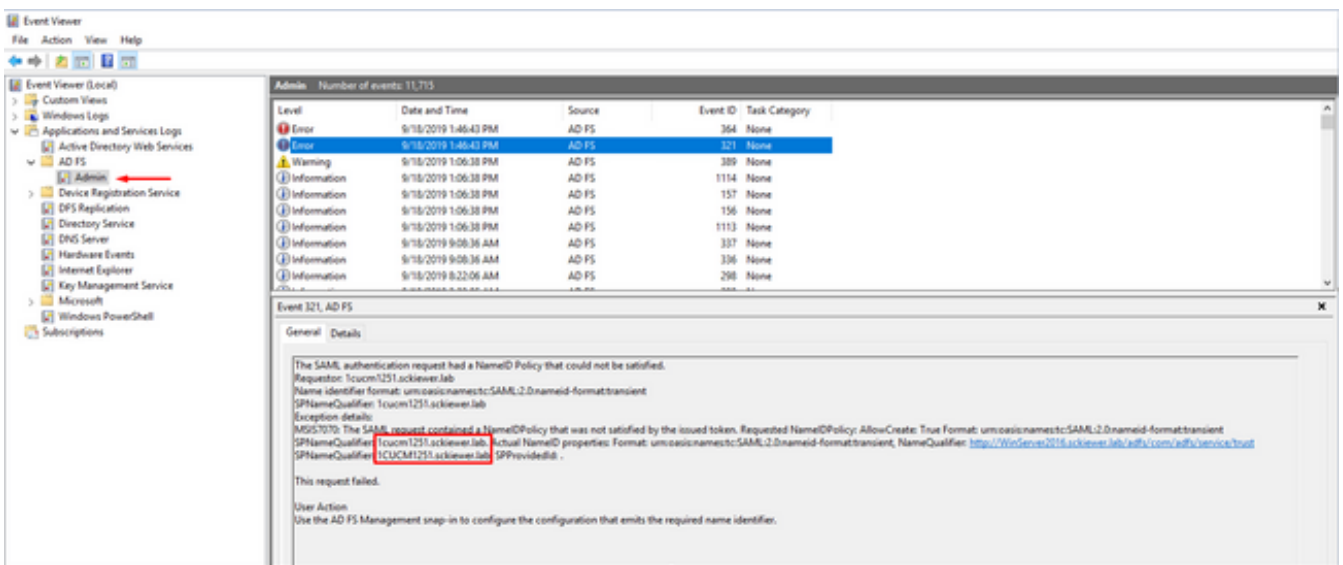 Event Viewer
File Action View Help
Event Viewer (Local)
Custom Views
Windows Logs
Applications and Services Logs
Active Directory Web Services
AD FS
Admin
Device Registration Service
DFS Replication
Directory Service
DNS Server
Hardware Events
Internet Explorer
Key Management Service
Microsoft
Windows PowerShell
Subscriptions
Admin Number of events: 11,715
Level Date and Time Source Event ID Task Category
Error 9/18/2019 1:46:43 PM AD FS 364 None
Error 9/18/2019 1:46:43 PM AD FS 321 None
Warning 9/18/2019 1:06:38 PM AD FS 389 None
Information 9/18/2019 1:06:38 PM AD FS 1114 None
Information 9/18/2019 1:06:38 PM AD FS 157 None
Information 9/18/2019 1:06:38 PM AD FS 156 None
Information 9/18/2019 1:06:38 PM AD FS 1113 None
Information 9/18/2019 9:08:36 AM AD FS 337 None
Information 9/18/2019 9:08:36 AM AD FS 336 None
Information 9/18/2019 8:22:06 AM AD FS 298 None
Event 321, AD FS
General Details
The SAML authentication request had a NameID Policy that could not be satisfied.
Requestor: 1cucm1251.sckiewer.lab
Name identifier format: urn:oasis:names:tc:SAML:2.0:nameid-format:transient
SPNameQualifier: 1cucm1251.sckiewer.lab
Exception details:
MSIS7070: The SAML request contained a NameIDPolicy that was not satisfied by the issued token. Requested NameIDPolicy: AllowCreate: True Format: urn:oasis:names:tc:SAML:2.0:nameid-format:transient
SPNameQualifier: 1cucm1251.sckiewer.lab. Actual NameID properties: Format: urn:oasis:names:tc:SAML:2.0:nameid-format:transient, NameQualifier: http://WinServer2016.sckiewer.lab/adfs/com/adfs/service/trust
SPNameQualifier: 1CUCM1251.sckiewer.lab, SPProvidedId: .
This request failed.
User Action
Use the AD FS Management snap-in to configure the configuration that emits the required name identifier.